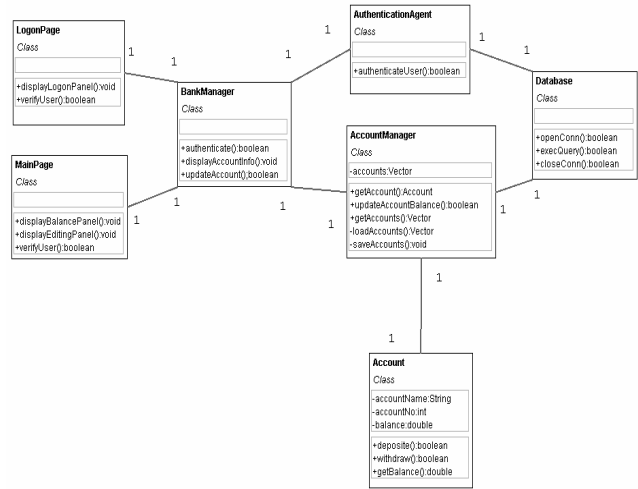 LogonPage
Class
+displayLogonPanel():void
+verifyUser():boolean
1
1
BankManager
Class
+authenticate():boolean
+displayAccountInfo():void
+updateAccount();boolean
1
1
AuthenticationAgent
Class
+authenticateUser():boolean
1
1
Database
Class
+openConn():boolean
+execQuery():boolean
+closeConn():boolean
MainPage
Class
+displayBalancePanel():void
+displayEditingPanel():void
+verifyUser():boolean
1
1
1
1
AccountManager
Class
-accounts:Vector
+getAccount():Account
+updateAccountBalance():boolean
+getAccounts():Vector
-loadAccounts():Vector
-saveAccounts():void
1
1
1
1
Account
Class
-accountName:String
-accountNo:int
-balance:double
+deposite():boolean
+withdraw():boolean
+getBalance():double